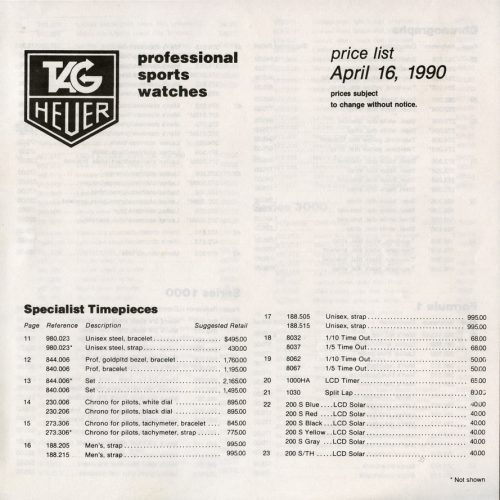 TAG
HEUER
professional
sports
watches
price list
April 16, 1990
prices subject
to change without notice.
Specialist Timepieces
Page Reference Description Suggested Retail
11 980.023 Unisex steel, bracelet $495.00
980.023* Unisex steel, strap 430.00
12 844.006 Prof. goldpltd bezel, bracelet 1,760.00
840.006 Prof, bracelet 1,195.00
13 844.006* Set 2,165.00
840.006 Set 1,495.00
14 230.006 Chrono for pilots, white dial 895.00
230.206 Chrono for pilots, black dial 895.00
15 273.306 Chrono for pilots, tachymeter, bracelet 845.00
273.306* Chrono for pilots, tachymeter, strap 775.00
16 188.205 Men's, strap 995.00
188.215 Men's, strap 995.00
17 188.505 Unisex, strap 995.00
188.515 Unisex, strap 995.00
18 8032 1/10 Time Out 68.00
8037 1/5 Time Out 68.00
19 8062 1/10 Time Out 50.00
8067 1/5 Time Out 50.00
20 1000HA LCD Timer 65.00
21 1030 Split Lap
22 200 S Blue LCD Solar 40.00
200 S Red LCD Solar 40.00
200 S Black LCD Solar 40.00
200 S Yellow LCD Solar 40.00
200 S Gray LCD Solar 40.00
23 200 S/TH LCD Solar 40.00
* Not shown